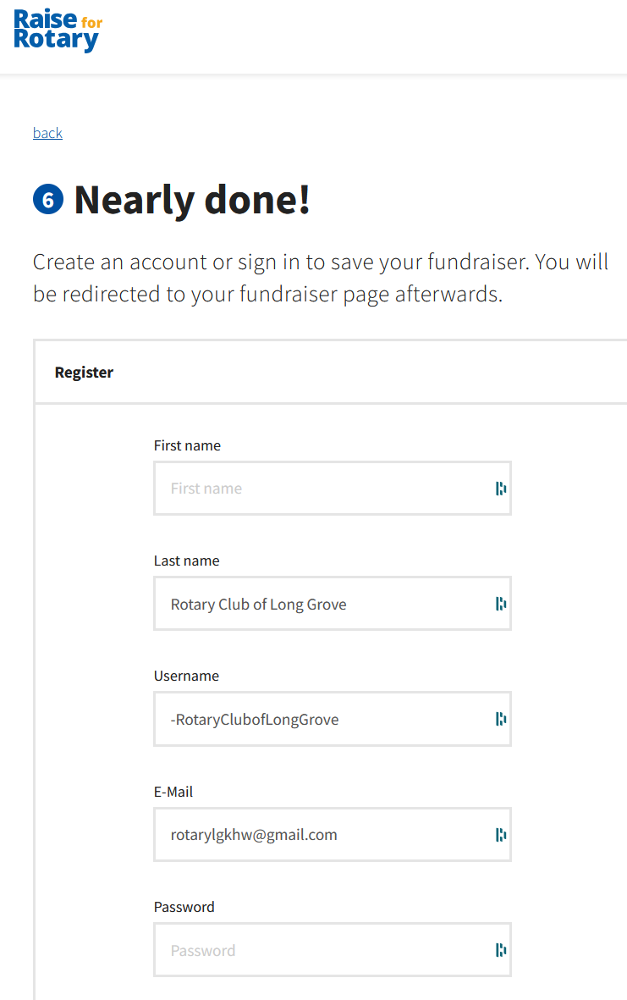 Raise for
Rotary
back
6 Nearly done!
Create an account or sign in to save your fundraiser. You will
be redirected to your fundraiser page afterwards.
Register
First name
First name
Last name
Rotary Club of Long Grove
Username
-RotaryClubofLongGrove
E-Mail
rotarylgkhw@gmail.com
Password
Password